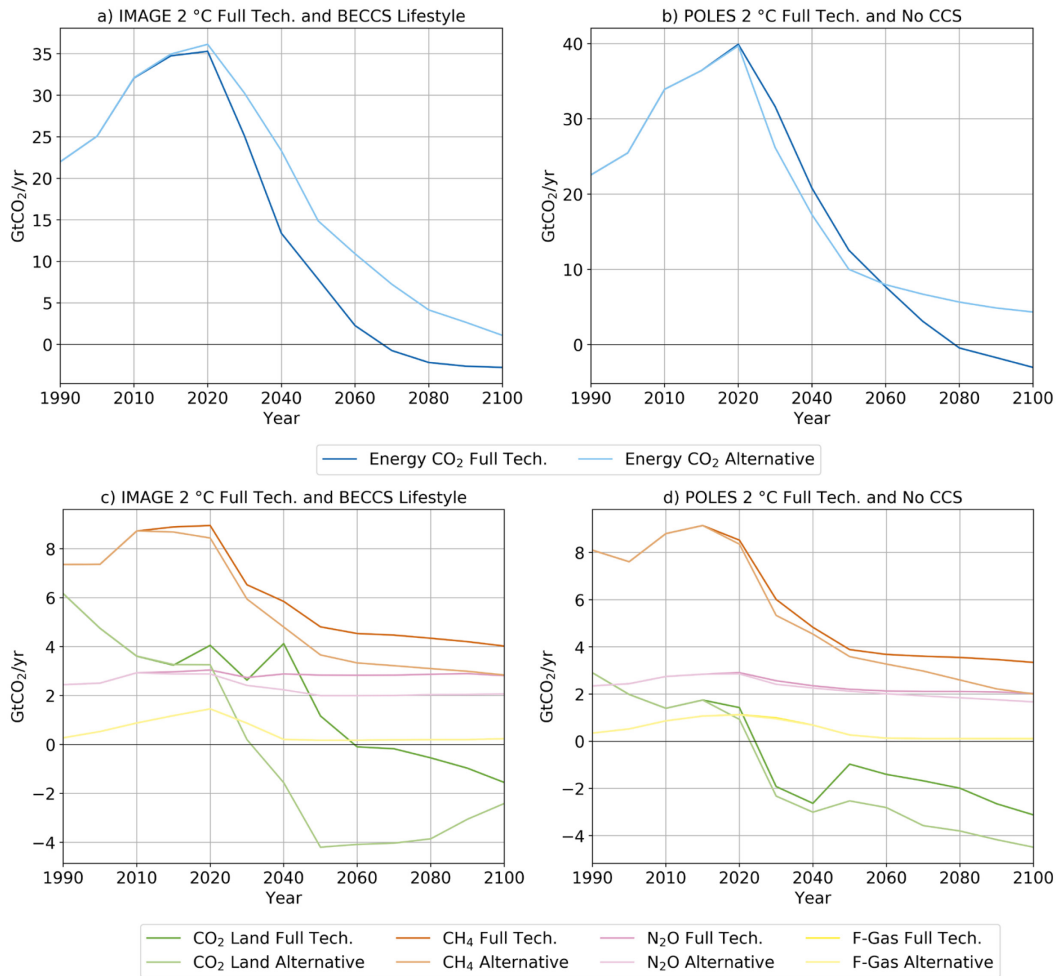 a) IMAGE 2 °C Full Tech. and BECCS Lifestyle
35
30
25
20
15
10
5
0
GtCO₂/yr
1990 2010 2020 2040 2060 2080 2100
Year
b) POLES 2 °C Full Tech. and No CCS
40
30
20
10
0
GtCO₂/yr
1990 2010 2020 2040 2060 2080 2100
Year
Energy CO₂ Full Tech. Energy CO₂ Alternative
c) IMAGE 2 °C Full Tech. and BECCS Lifestyle
8
6
4
2
0
−2
−4
GtCO₂/yr
1990 2010 2020 2040 2060 2080 2100
Year
d) POLES 2 °C Full Tech. and No CCS
8
6
4
2
0
−2
−4
GtCO₂/yr
1990 2010 2020 2040 2060 2080 2100
Year
CO₂ Land Full Tech. CH₄ Full Tech. N₂O Full Tech. F-Gas Full Tech.
CO₂ Land Alternative CH₄ Alternative N₂O Alternative F-Gas Alternative